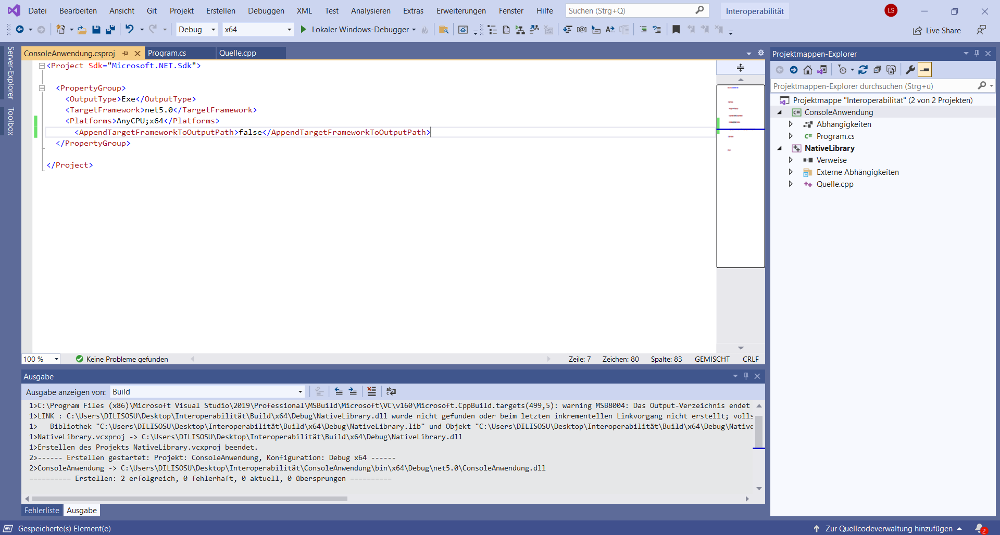 Datei Bearbeiten Ansicht Git Projekt Erstellen Debuggen XML Test Analysieren Extras Erweiterungen Fenster Hilfe Suchen (Strg+Q) Interoperabilität LS
Debug x64 Lokaler Windows-Debugger Live Share
Server-Explorer
Toolbox
ConsoleAnwendung.csproj Program.cs Quelle.cpp
<Project Sdk="Microsoft.NET.Sdk">
<PropertyGroup>
<OutputType>Exe</OutputType>
<TargetFramework>net5.0</TargetFramework>
<Platforms>AnyCPU;x64</Platforms>
<AppendTargetFrameworkToOutputPath>false</AppendTargetFrameworkToOutputPath>
</PropertyGroup>
</Project>
100 % Keine Probleme gefunden Zeile: 7 Zeichen: 80 Spalte: 83 GEMISCHT CRLF
Ausgabe
Ausgabe anzeigen von: Build
1>C:\Program Files (x86)\Microsoft Visual Studio\2019\Professional\MSBuild\Microsoft\VC\v160\Microsoft.CppBuild.targets(499,5): warning MSB8004: Das Output-Verzeichnis endet
1>LINK : C:\Users\DILISOSU\Desktop\Interoperabilität\Build\x64\Debug\NativeLibrary.dll wurde nicht gefunden oder beim letzten inkrementellen Linkvorgang nicht erstellt; volls
1>   Bibliothek "C:\Users\DILISOSU\Desktop\Interoperabilität\Build\x64\Debug\NativeLibrary.lib" und Objekt "C:\Users\DILISOSU\Desktop\Interoperabilität\Build\x64\Debug\Native
1>NativeLibrary.vcxproj -> C:\Users\DILISOSU\Desktop\Interoperabilität\Build\x64\Debug\NativeLibrary.dll
1>Erstellen des Projekts NativeLibrary.vcxproj beendet.
2>------ Erstellen gestartet: Projekt: ConsoleAnwendung, Konfiguration: Debug x64 ------
2>ConsoleAnwendung -> C:\Users\DILISOSU\Desktop\Interoperabilität\ConsoleAnwendung\bin\x64\Debug\net5.0\ConsoleAnwendung.dll
========== Erstellen: 2 erfolgreich, 0 fehlerhaft, 0 aktuell, 0 übersprungen ==========
Fehlerliste Ausgabe
Projektmappen-Explorer
Projektmappen-Explorer durchsuchen (Strg+ü)
Projektmappe "Interoperabilität" (2 von 2 Projekten)
C# ConsoleAnwendung
Abhängigkeiten
C# Program.cs
NativeLibrary
Verweise
Externe Abhängigkeiten
Quelle.cpp
Gespeicherte(s) Element(e) Zur Quellcodeverwaltung hinzufügen 2